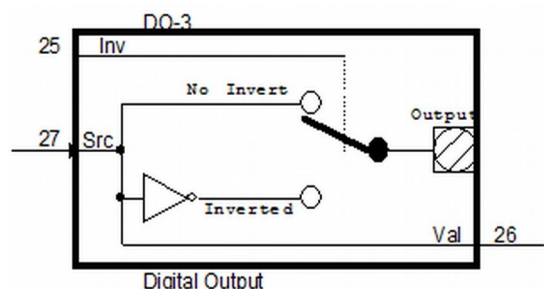 DO-3
25 Inv
No Invert
Output
27 Src
Inverted
Val 26
Digital Output